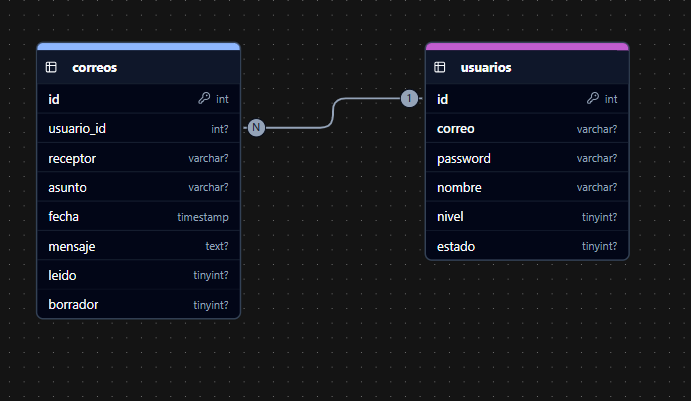 correos
id int
usuario_id int?
receptor varchar?
asunto varchar?
fecha timestamp
mensaje text?
leido tinyint?
borrador tinyint?
N
1
usuarios
id int
correo varchar?
password varchar?
nombre varchar?
nivel tinyint?
estado tinyint?